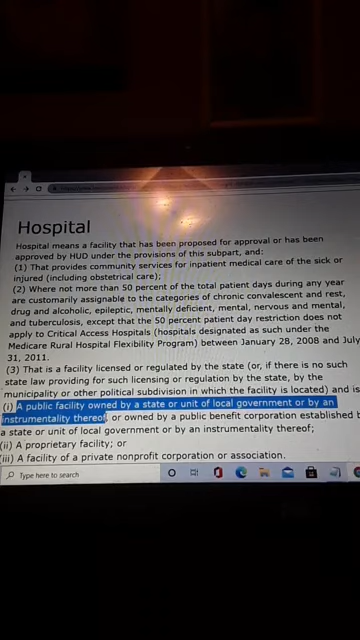 Hospital
Hospital means a facility that has been proposed for approval or has been
approved by HUD under the provisions of this subpart, and:
(1) That provides community services for inpatient medical care of the sick or
injured (including obstetrical care);
(2) Where not more than 50 percent of the total patient days during any year
are customarily assignable to the categories of chronic convalescent and rest,
drug and alcoholic, epileptic, mentally deficient, mental, nervous and mental,
and tuberculosis, except that the 50 percent patient day restriction does not
apply to Critical Access Hospitals (hospitals designated as such under the
Medicare Rural Hospital Flexibility Program) between January 28, 2008 and July
31, 2011.
(3) That is a facility licensed or regulated by the state (or, if there is no such
state law providing for such licensing or regulation by the state, by the
municipality or other political subdivision in which the facility is located) and is
(i) A public facility owned by a state or unit of local government or by an
instrumentality thereof, or owned by a public benefit corporation established
a state or unit of local government or by an instrumentality thereof;
(ii) A proprietary facility; or
(iii) A facility of a private nonprofit corporation or association.
Type here to search